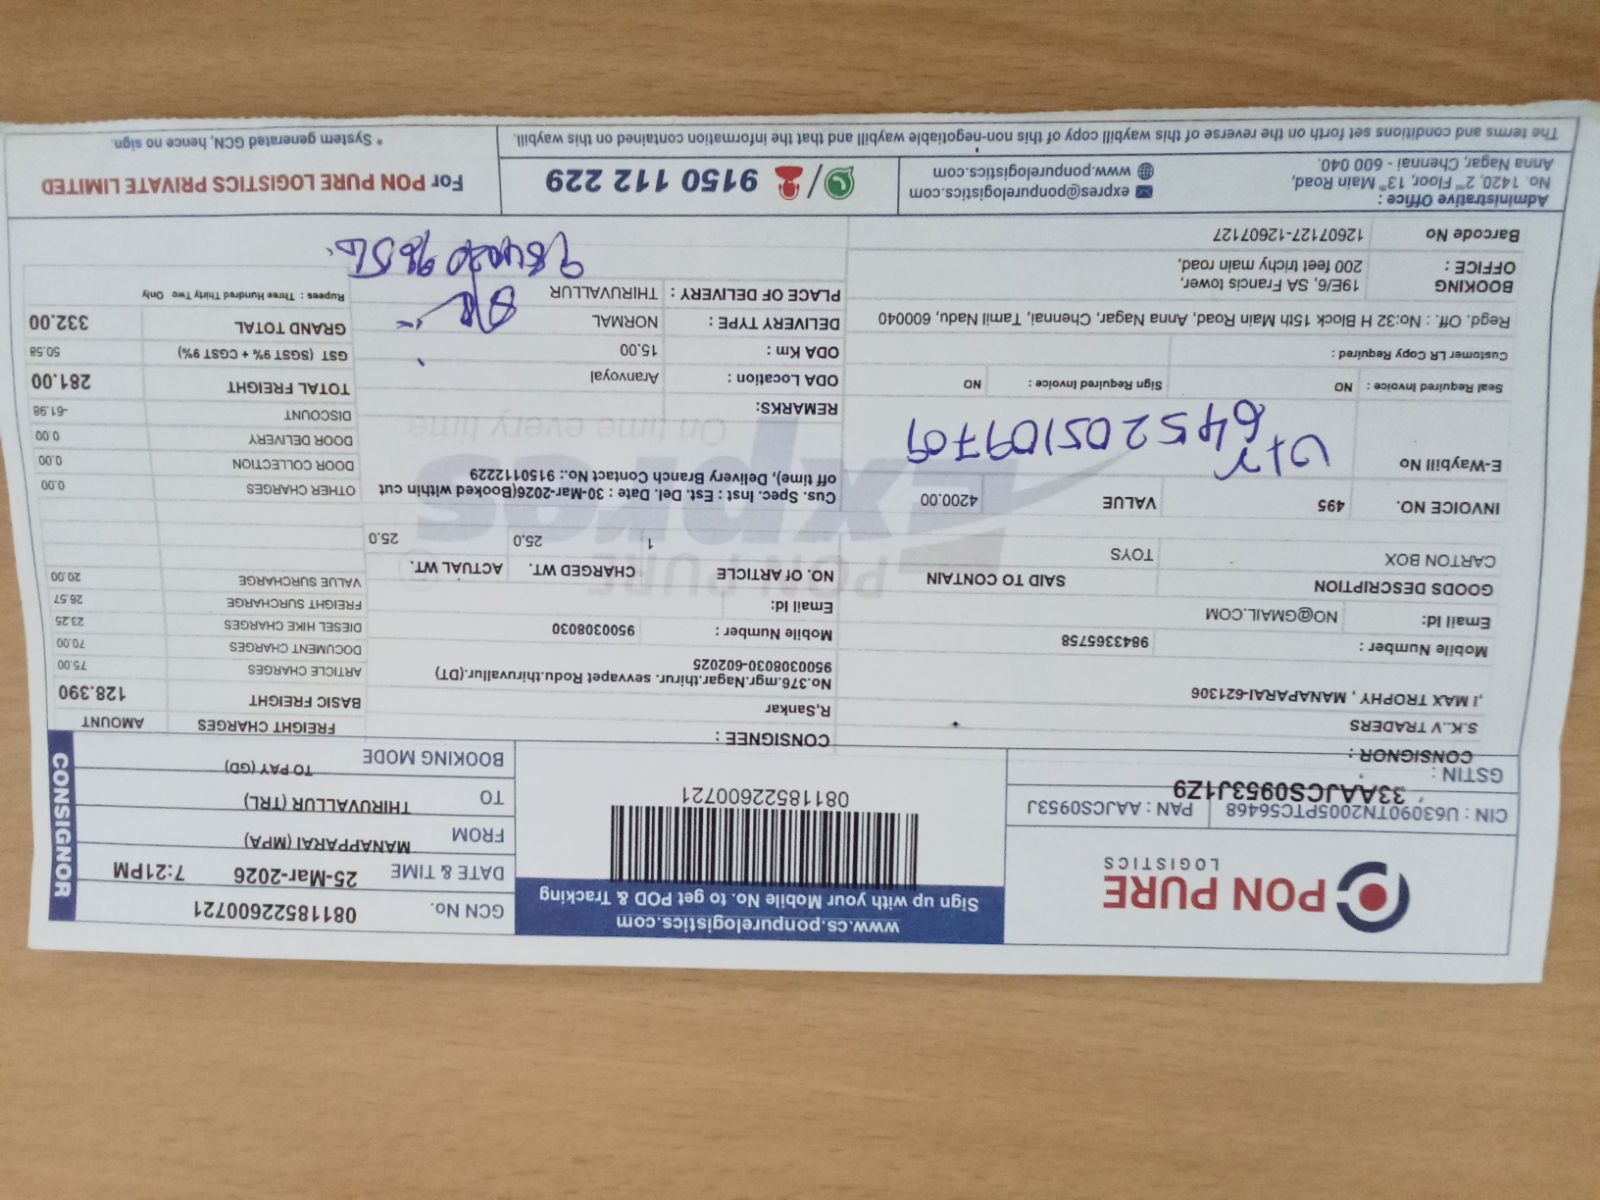 PON PURE
LOGISTICS
www.cs.ponpurelogistics.com
Sign up with your Mobile No. to get POD & Tracking
08118522600721
GCN No. 08118522600721
DATE & TIME 25-Mar-2026 7:21PM
FROM MANAPPARAI (MPA)
TO THIRUVALLUR (TRL)
BOOKING MODE TO PAY (GD)
CONSIGNOR
CIN : U63090TN2005PTC56468 PAN : AAJCS0953J
GSTIN : 33AAJCS0953J1Z9
CONSIGNOR :
S.K..V TRADERS
,I MAX TROPHY , MANAPARAI-621306
Mobile Number : 9843365758
Email Id: NO@GMAIL.COM
CONSIGNEE :
R,Sankar
No.376.mgr.Nagar.thirur. sevvapet Rodu.thiruvallur.(DT)
9500308030-602025
Mobile Number : 9500308030
Email Id:
FREIGHT CHARGES AMOUNT
BASIC FREIGHT 128.390
ARTICLE CHARGES 75.00
DOCUMENT CHARGES 70.00
DIESEL HIKE CHARGES 23.25
FREIGHT SURCHARGE 26.57
VALUE SURCHARGE 20.00
OTHER CHARGES 0.00
DOOR COLLECTION 0.00
DOOR DELIVERY 0.00
DISCOUNT -61.98
TOTAL FREIGHT 281.00
GST (SGST 9% + CGST 9%) 50.58
GRAND TOTAL 332.00
Rupees : Three Hundred Thirty Two Only
GOODS DESCRIPTION SAID TO CONTAIN NO. Of ARTICLE CHARGED WT. ACTUAL WT.
CARTON BOX TOYS 1 25.0 25.0
PON PURE
Expres
On time every time
INVOICE NO. 495 VALUE 4200.00
Cus. Spec. Inst : Est. Del. Date : 30-Mar-2026(Booked within cut
off time), Delivery Branch Contact No.: 9150112229
E-Waybill No
645205109709
REMARKS:
Seal Required Invoice : NO Sign Required Invoice : NO
Customer LR Copy Required :
ODA Location : Aranvoyal
ODA Km : 15.00
DELIVERY TYPE : NORMAL
PLACE OF DELIVERY : THIRUVALLUR
Regd. Off. : No:32 H Block 15th Main Road, Anna Nagar, Chennai, Tamil Nadu, 600040
BOOKING OFFICE : 19E/6, SA Francis tower,
200 feet trichy main road,
Barcode No 12607127-12607127
Administrative Office :
No. 1420, 2nd Floor, 13th Main Road,
Anna Nagar, Chennai - 600 040.
expres@ponpurelogistics.com
www.ponpurelogistics.com
/ 9150 112 229
For PON PURE LOGISTICS PRIVATE LIMITED
The terms and conditions set forth on the reverse of this waybill copy of this non-negotiable waybill and that the information contained on this waybill.
* System generated GCN, hence no sign.